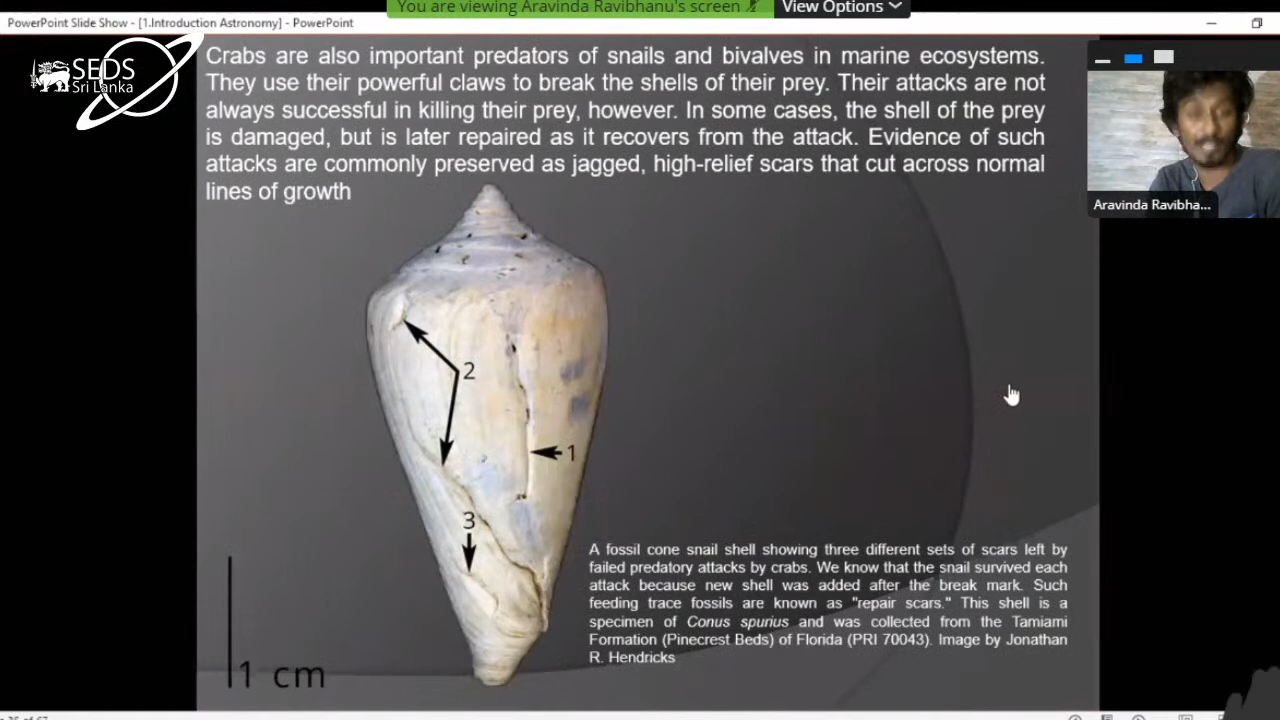 You are viewing Aravinda Ravibhanu's screen
View Options
PowerPoint Slide Show - [1.Introduction Astronomy] - PowerPoint
SEDS
Sri Lanka
Crabs are also important predators of snails and bivalves in marine ecosystems.
They use their powerful claws to break the shells of their prey. Their attacks are not
always successful in killing their prey, however. In some cases, the shell of the prey
is damaged, but is later repaired as it recovers from the attack. Evidence of such
attacks are commonly preserved as jagged, high-relief scars that cut across normal
lines of growth
Aravinda Ravibha...
2
1
3
A fossil cone snail shell showing three different sets of scars left by
failed predatory attacks by crabs. We know that the snail survived each
attack because new shell was added after the break mark. Such
feeding trace fossils are known as "repair scars." This shell is a
specimen of Conus spurius and was collected from the Tamiami
Formation (Pinecrest Beds) of Florida (PRI 70043). Image by Jonathan
R. Hendricks
1 cm